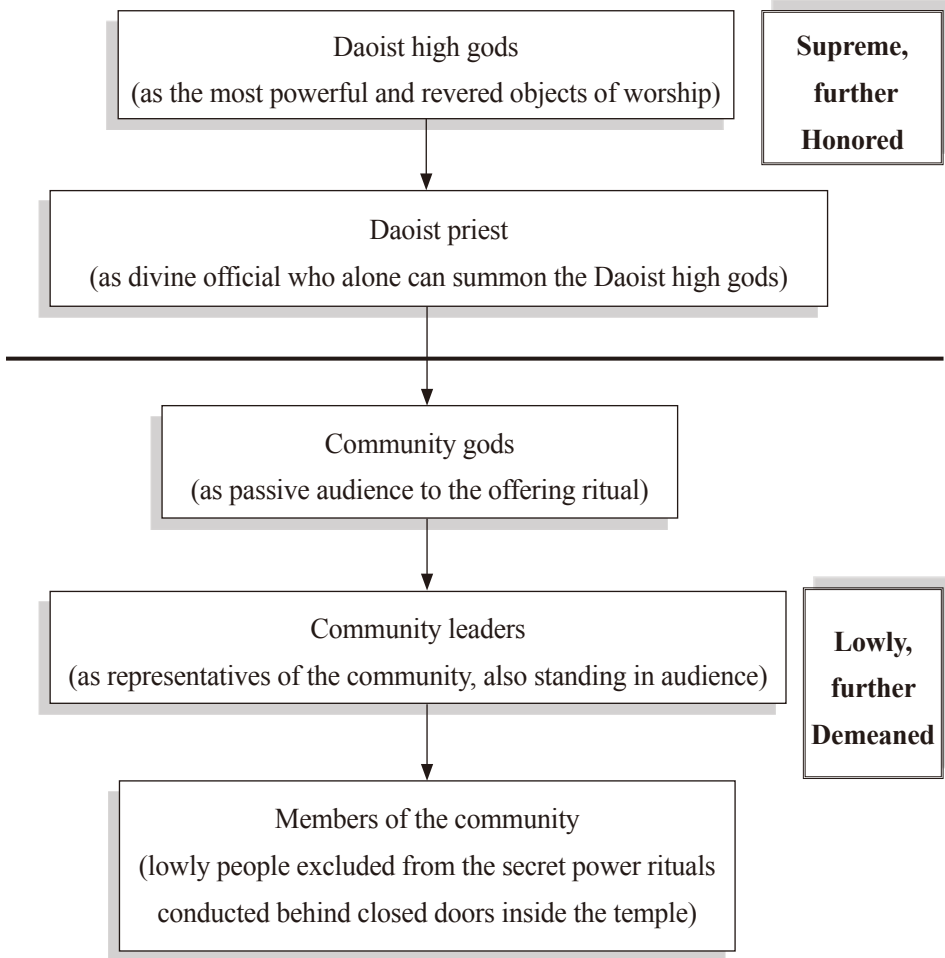 Daoist high gods
(as the most powerful and revered objects of worship)
Supreme,
further
Honored
Daoist priest
(as divine official who alone can summon the Daoist high gods)
Community gods
(as passive audience to the offering ritual)
Community leaders
(as representatives of the community, also standing in audience)
Lowly,
further
Demeaned
Members of the community
(lowly people excluded from the secret power rituals
conducted behind closed doors inside the temple)